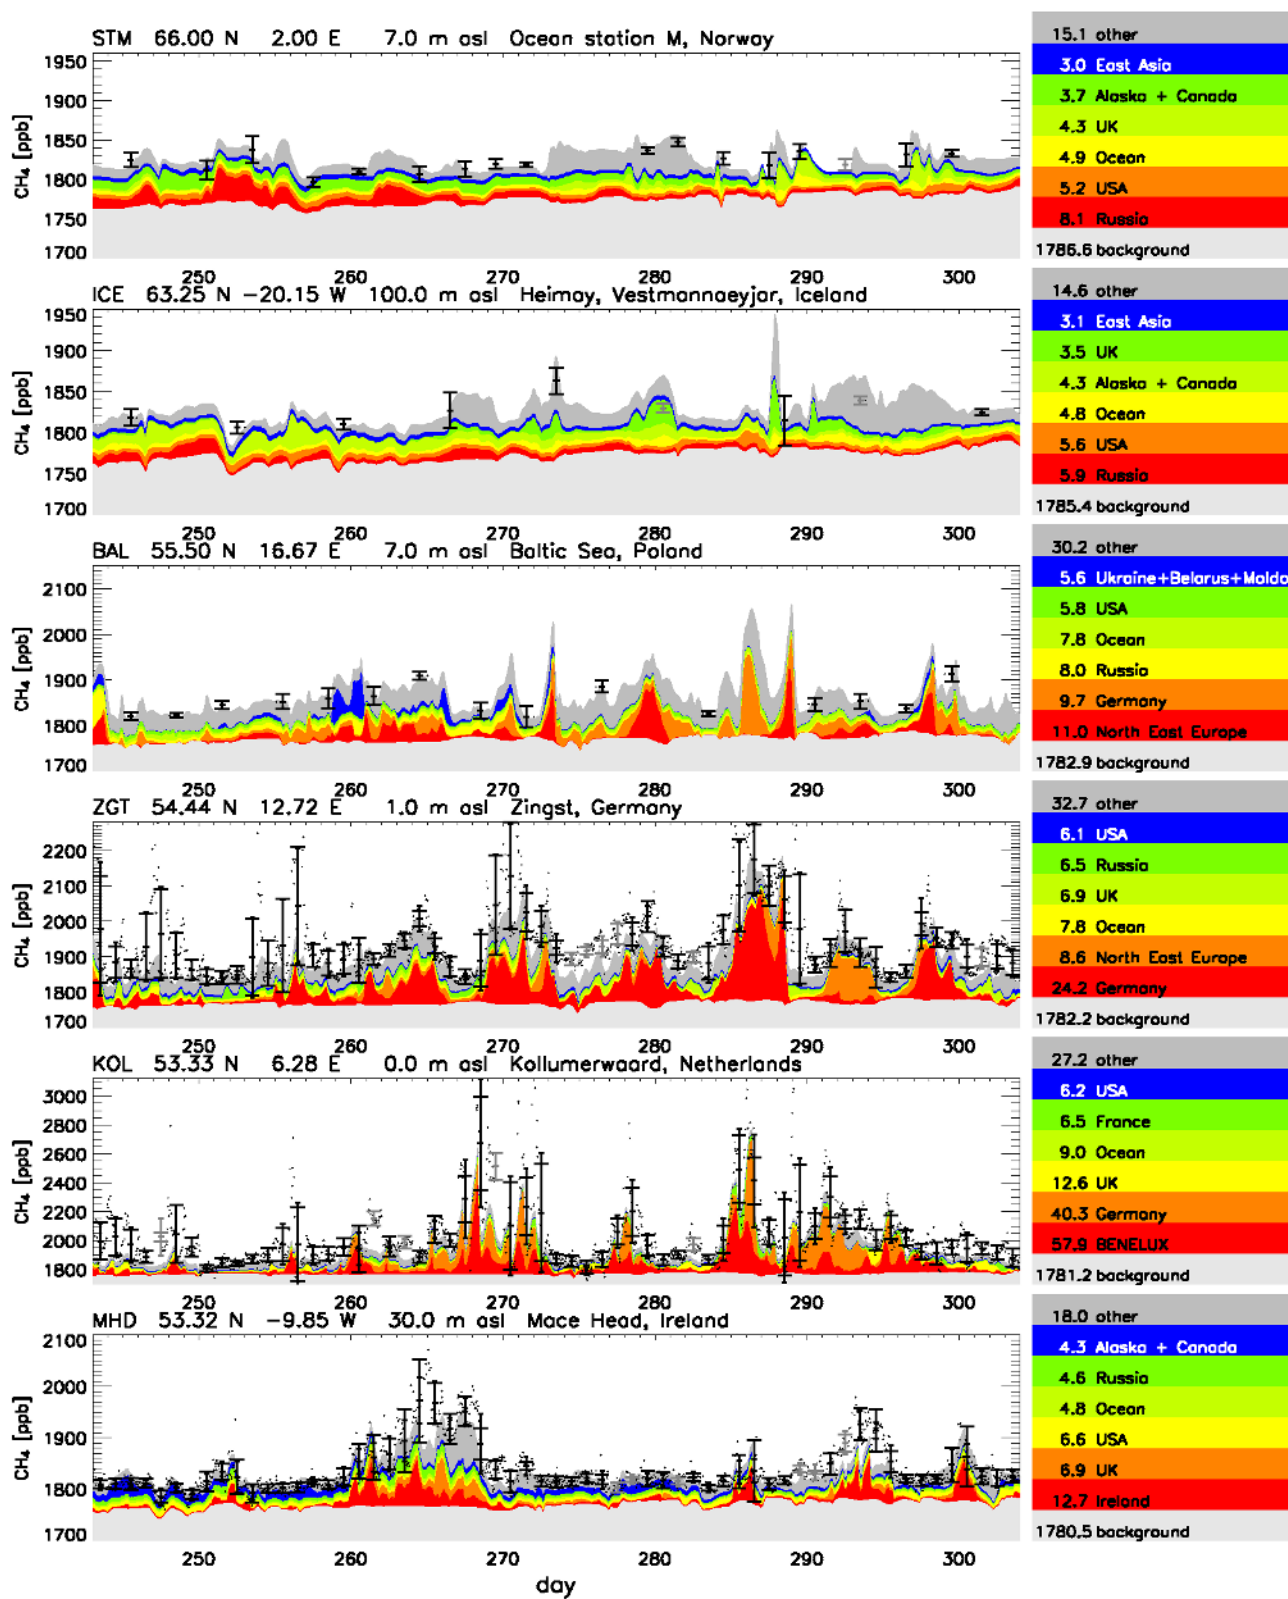 STM 66.00 N 2.00 E 7.0 m asl Ocean station M, Norway
CH₄ [ppb]
1950
1900
1850
1800
1750
1700
250 260 270 280 290 300
15.1 other
3.0 East Asia
3.7 Alaska + Canada
4.3 UK
4.9 Ocean
5.2 USA
8.1 Russia
1786.6 background
ICE 63.25 N -20.15 W 100.0 m asl Heimay, Vestmannaeyjar, Iceland
CH₄ [ppb]
1950
1900
1850
1800
1750
1700
250 260 270 280 290 300
14.6 other
3.1 East Asia
3.5 UK
4.3 Alaska + Canada
4.8 Ocean
5.6 USA
5.9 Russia
1785.4 background
BAL 55.50 N 16.67 E 7.0 m asl Baltic Sea, Poland
CH₄ [ppb]
2100
2000
1900
1800
1700
250 260 270 280 290 300
30.2 other
5.6 Ukraine+Belarus+Moldo
5.8 USA
7.8 Ocean
8.0 Russia
9.7 Germany
11.0 North East Europe
1782.9 background
ZGT 54.44 N 12.72 E 1.0 m asl Zingst, Germany
CH₄ [ppb]
2200
2100
2000
1900
1800
1700
250 260 270 280 290 300
32.7 other
6.1 USA
6.5 Russia
6.9 UK
7.8 Ocean
8.6 North East Europe
24.2 Germany
1782.2 background
KOL 53.33 N 6.28 E 0.0 m asl Kollumerwaard, Netherlands
CH₄ [ppb]
3000
2800
2600
2400
2200
2000
1800
250 260 270 280 290 300
27.2 other
6.2 USA
6.5 France
9.0 Ocean
12.6 UK
40.3 Germany
57.9 BENELUX
1781.2 background
MHD 53.32 N -9.85 W 30.0 m asl Mace Head, Ireland
CH₄ [ppb]
2100
2000
1900
1800
1700
250 260 270 280 290 300
day
18.0 other
4.3 Alaska + Canada
4.6 Russia
4.8 Ocean
6.6 USA
6.9 UK
12.7 Ireland
1780.5 background